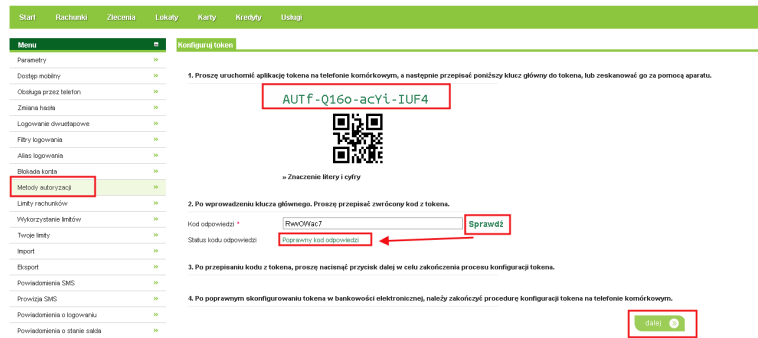 Start Rachunki Zlecenia Lokaty Karty Kredyty Usługi
Menu
Parametry
Dostęp mobilny
Obsługa przez telefon
Zmiana hasła
Logowanie dwuetapowe
Filtry logowania
Alias logowania
Blokada konta
Metody autoryzacji
Limity rachunków
Wykorzystanie limitów
Twoje limity
Import
Eksport
Powiadomienia SMS
Prowizja SMS
Powiadomienia o logowaniu
Powiadomienia o stanie salda
Konfiguruj token
1. Proszę uruchomić aplikację tokena na telefonie komórkowym, a następnie przepisać poniższy klucz główny do tokena, lub zeskanować go za pomocą aparatu.
AUTf-Q16o-acYi-IUF4
» Znaczenie litery i cyfry
2. Po wprowadzeniu klucza głównego. Proszę przepisać zwrócony kod z tokena.
Kod odpowiedzi * RwvOWac7 Sprawdź
Status kodu odpowiedzi Poprawny kod odpowiedzi
3. Po przepisaniu kodu z tokena, proszę nacisnąć przycisk dalej w celu zakończenia procesu konfiguracji tokena.
4. Po poprawnym skonfigurowaniu tokena w bankowości elektronicznej, należy zakończyć procedurę konfiguracji tokena na telefonie komórkowym.
dalej